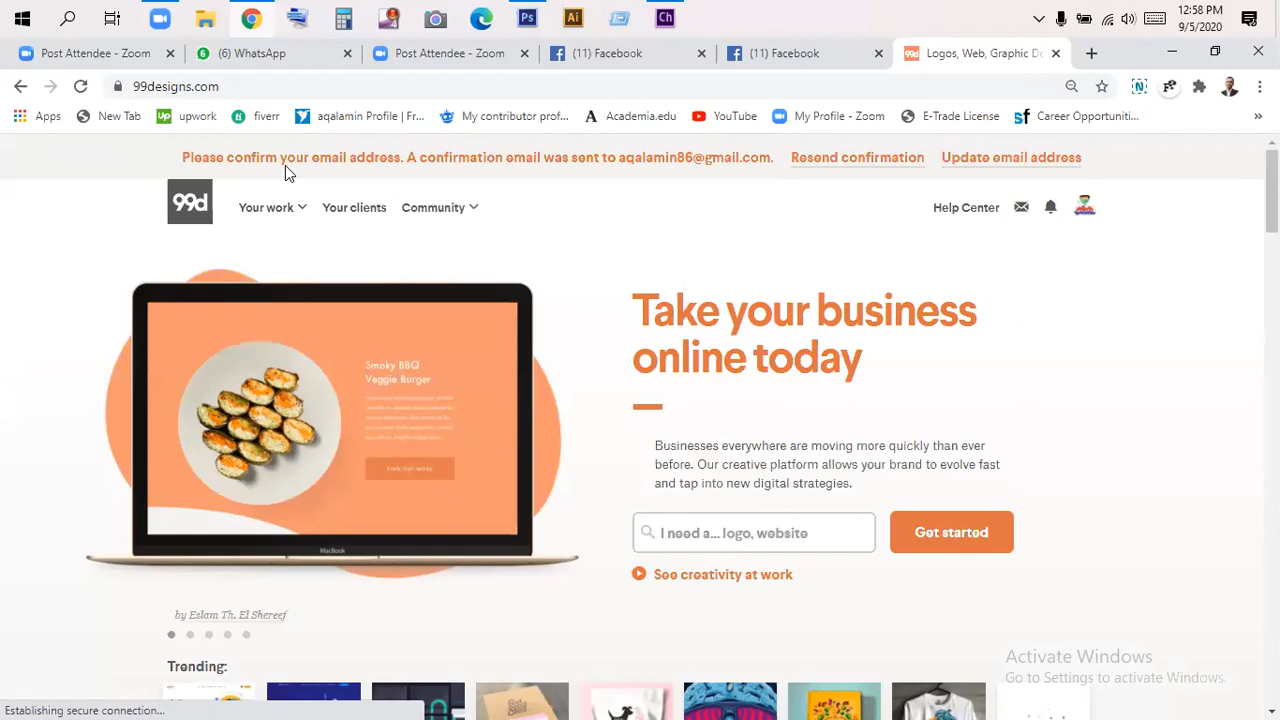 12:58 PM
9/5/2020
Post Attendee - Zoom
(6) WhatsApp
Post Attendee - Zoom
(11) Facebook
(11) Facebook
Logos, Web, Graphic De
99designs.com
Apps
New Tab
upwork
fiverr
aqalamin Profile | Fr...
My contributor prof...
Academia.edu
YouTube
My Profile - Zoom
E-Trade License
Career Opportuniti...
Please confirm your email address. A confirmation email was sent to aqalamin86@gmail.com. Resend confirmation Update email address
99d
Your work
Your clients
Community
Help Center
Smoky BBQ
Veggie Burger
FIND OUT MORE
MacBook
Take your business
online today
Businesses everywhere are moving more quickly than ever
before. Our creative platform allows your brand to evolve fast
and tap into new digital strategies.
I need a... logo, website
Get started
See creativity at work
by Eslam Th. El Shereef
Trending:
Activate Windows
Go to Settings to activate Windows.
Establishing secure connection...